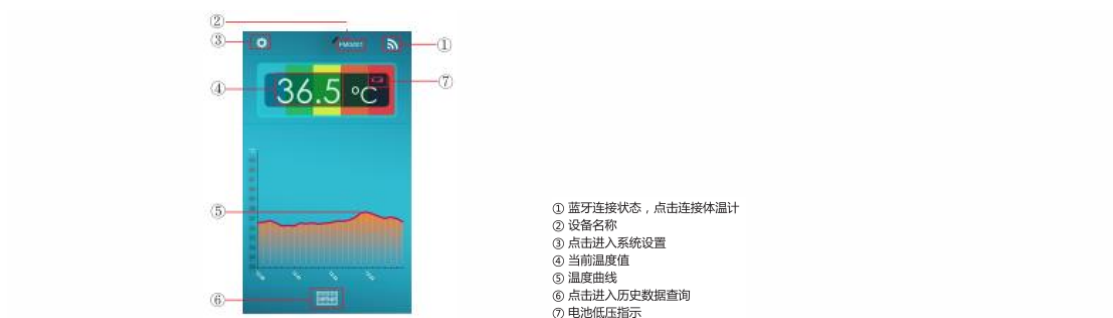 ②
③
①
④ 36.5 °C ⑦
⑤
⑥
① 蓝牙连接状态，点击连接体温计
② 设备名称
③ 点击进入系统设置
④ 当前温度值
⑤ 温度曲线
⑥ 点击进入历史数据查询
⑦ 电池低压指示